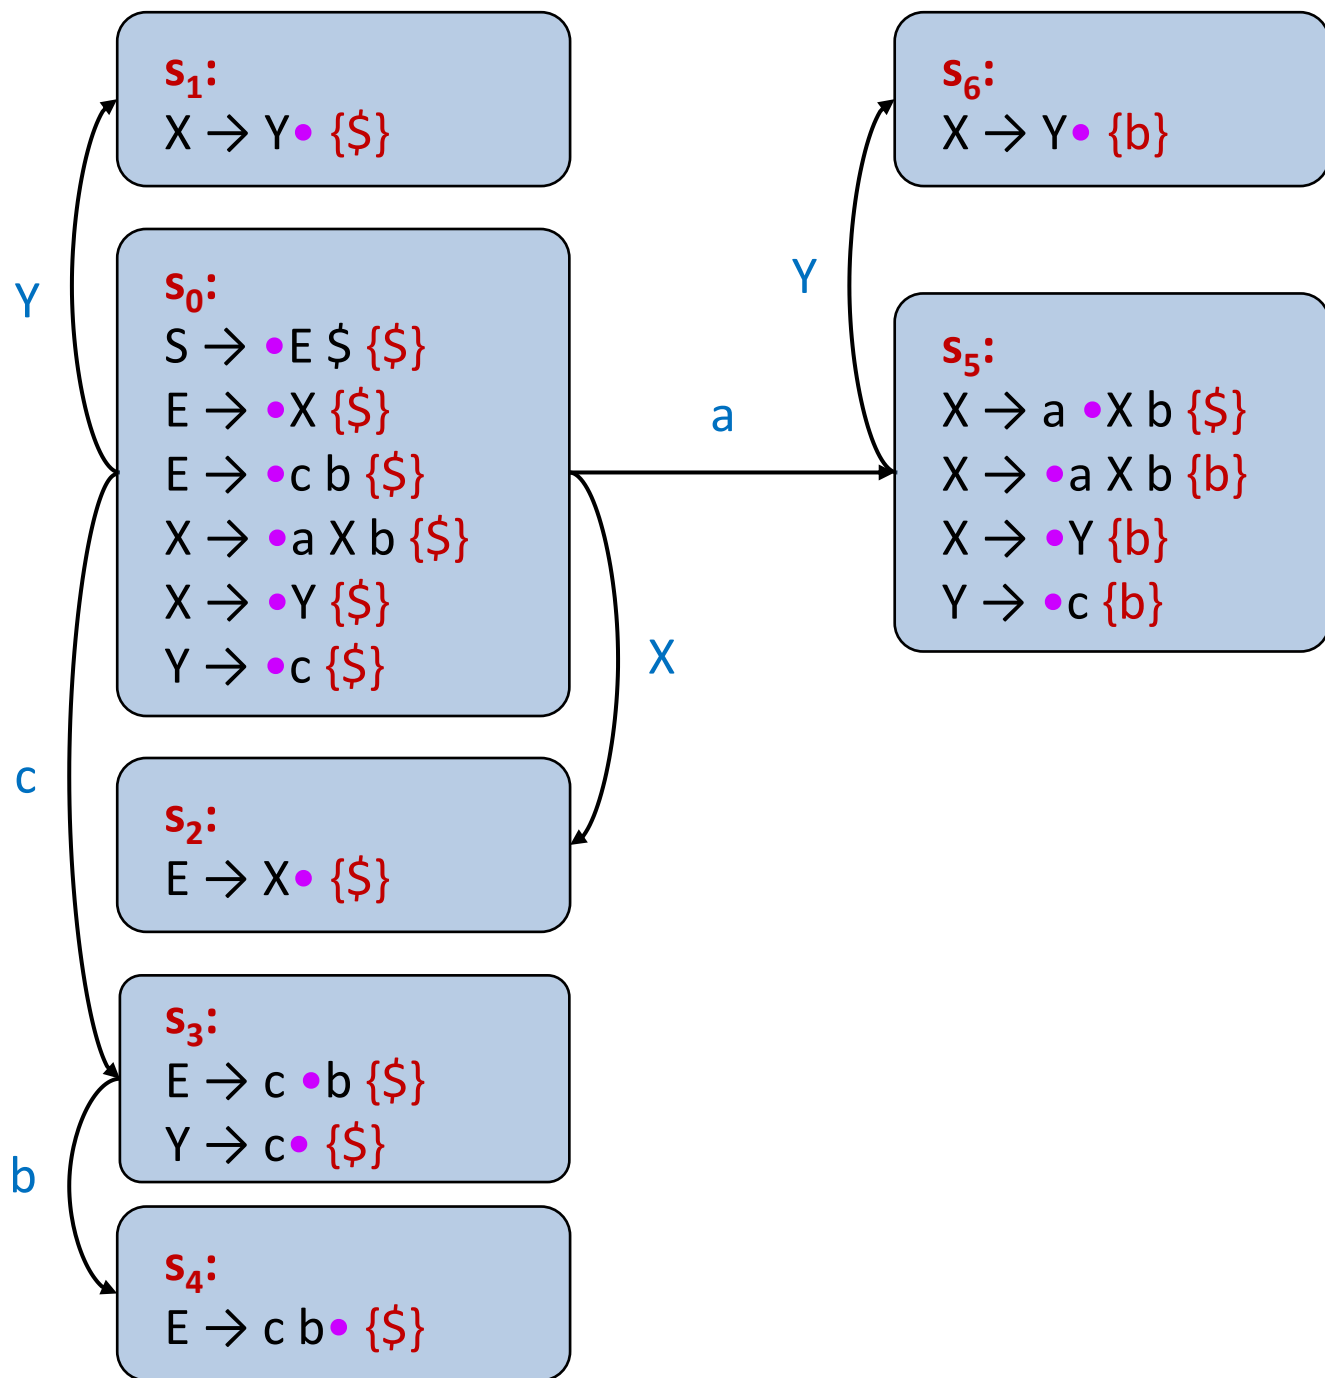 s₁:
X → Y• {$}
s₆:
X → Y• {b}
Y
s₀:
S → •E $ {$}
E → •X {$}
E → •c b {$}
X → •a X b {$}
X → •Y {$}
Y → •c {$}
a
Y
s₅:
X → a •X b {$}
X → •a X b {b}
X → •Y {b}
Y → •c {b}
X
c
s₂:
E → X• {$}
s₃:
E → c •b {$}
Y → c• {$}
b
s₄:
E → c b• {$}